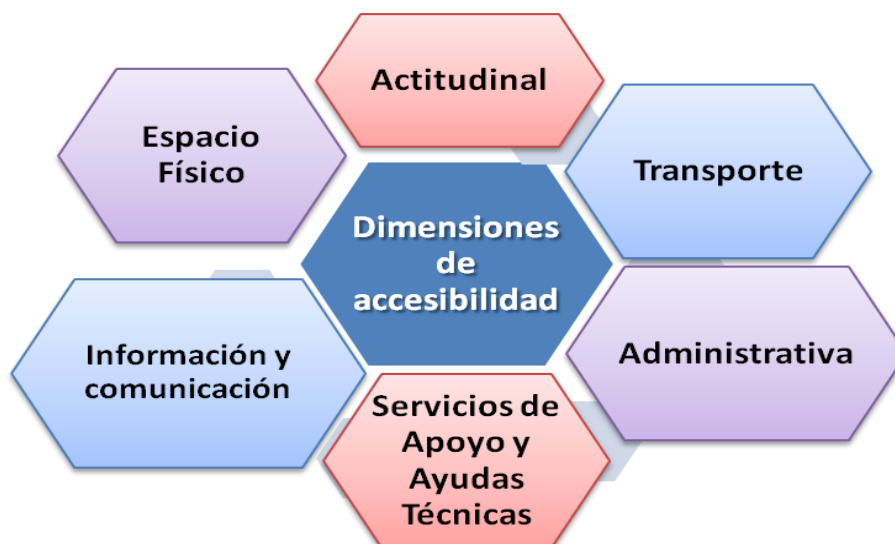 Actitudinal
Espacio
Físico
Transporte
Dimensiones
de
accesibilidad
Información y
comunicación
Administrativa
Servicios de
Apoyo y
Ayudas
Técnicas